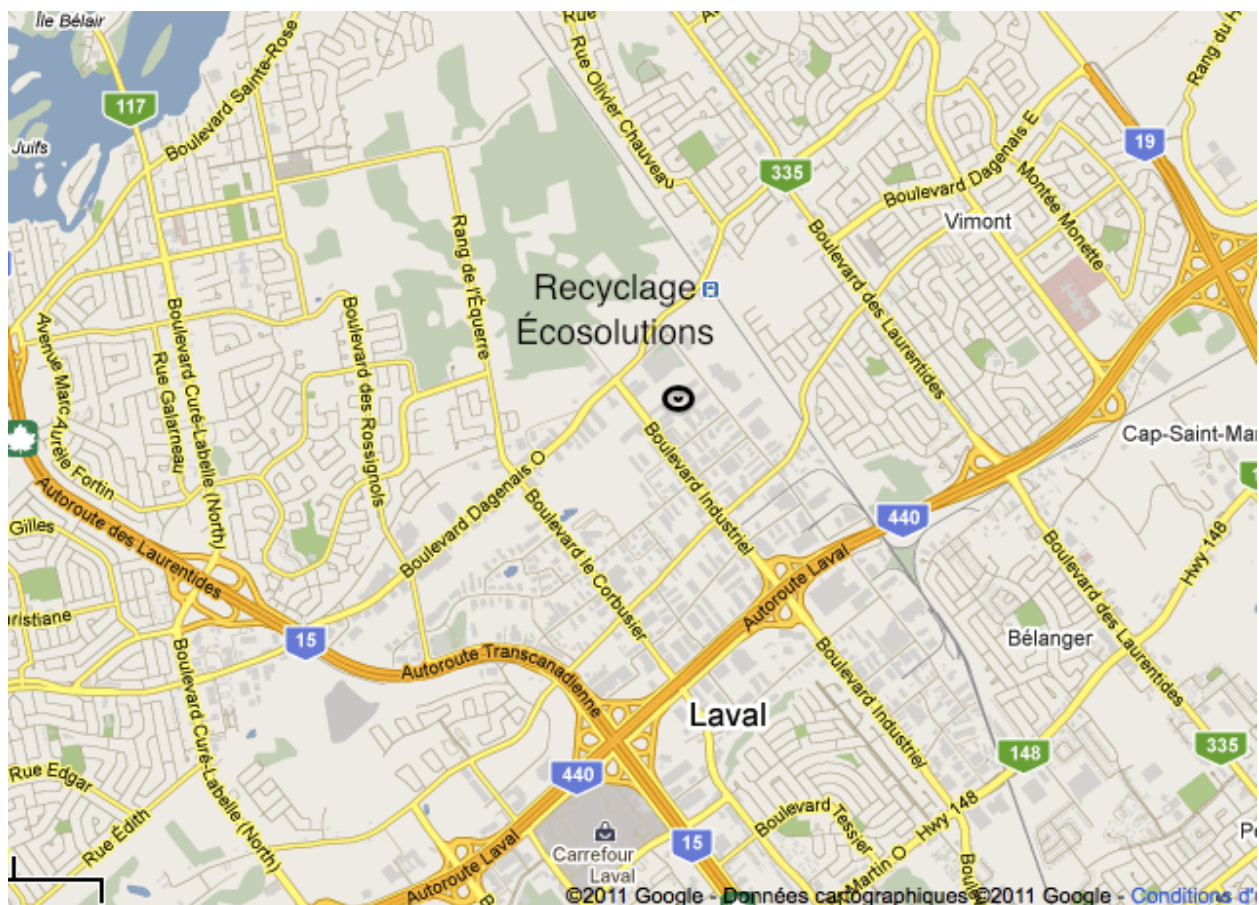 Île Bélair
117
Boulevard Sainte-Rose
Juifs
Rue Olivier Chauveau
335
Boulevard Dagenais E
19
Rang du
Vimont
Montée Monette
Boulevard des Laurentides
Rang de l'Équerre
Recyclage
Écosolutions
Boulevard des Rossignols
Avenue Marc Aurèle Fortin
Rue Galarneau
Boulevard Curé-Labelle (North)
Boulevard Dagenais O
Boulevard Industriel
Cap-Saint-Mar
Autoroute des Laurentides
Gilles
ristiane
15
440
Autoroute Laval
Boulevard le Corbusier
Hwy 148
Boulevard des Laurentides
Bélanger
Autoroute Transcanadienne
Boulevard Curé-Labelle (North)
Laval
Boulevard Industriel
148
335
Rue Edgar
Rue Édith
440
Autoroute Laval
Carrefour
Laval
15
Boulevard Tessier
Martin O
Hwy 148
©2011 Google - Données cartographiques ©2011 Google - Conditions d'